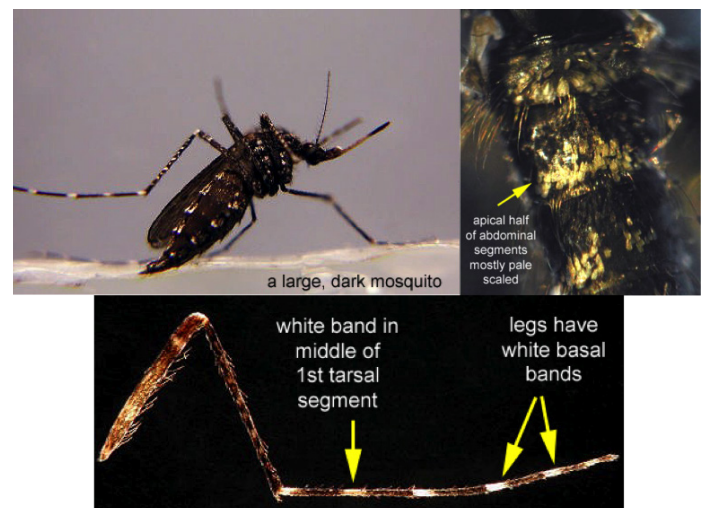 a large, dark mosquito
apical half
of abdominal
segments
mostly pale
scaled
white band in
middle of
1st tarsal
segment
legs have
white basal
bands